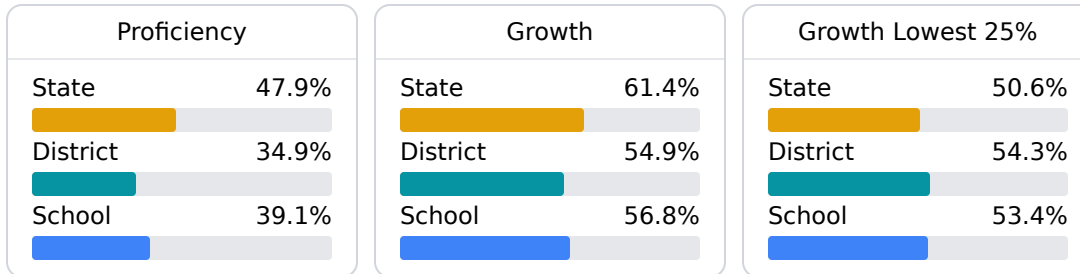 Proficiency
State 47.9%
District 34.9%
School 39.1%
Growth
State 61.4%
District 54.9%
School 56.8%
Growth Lowest 25%
State 50.6%
District 54.3%
School 53.4%